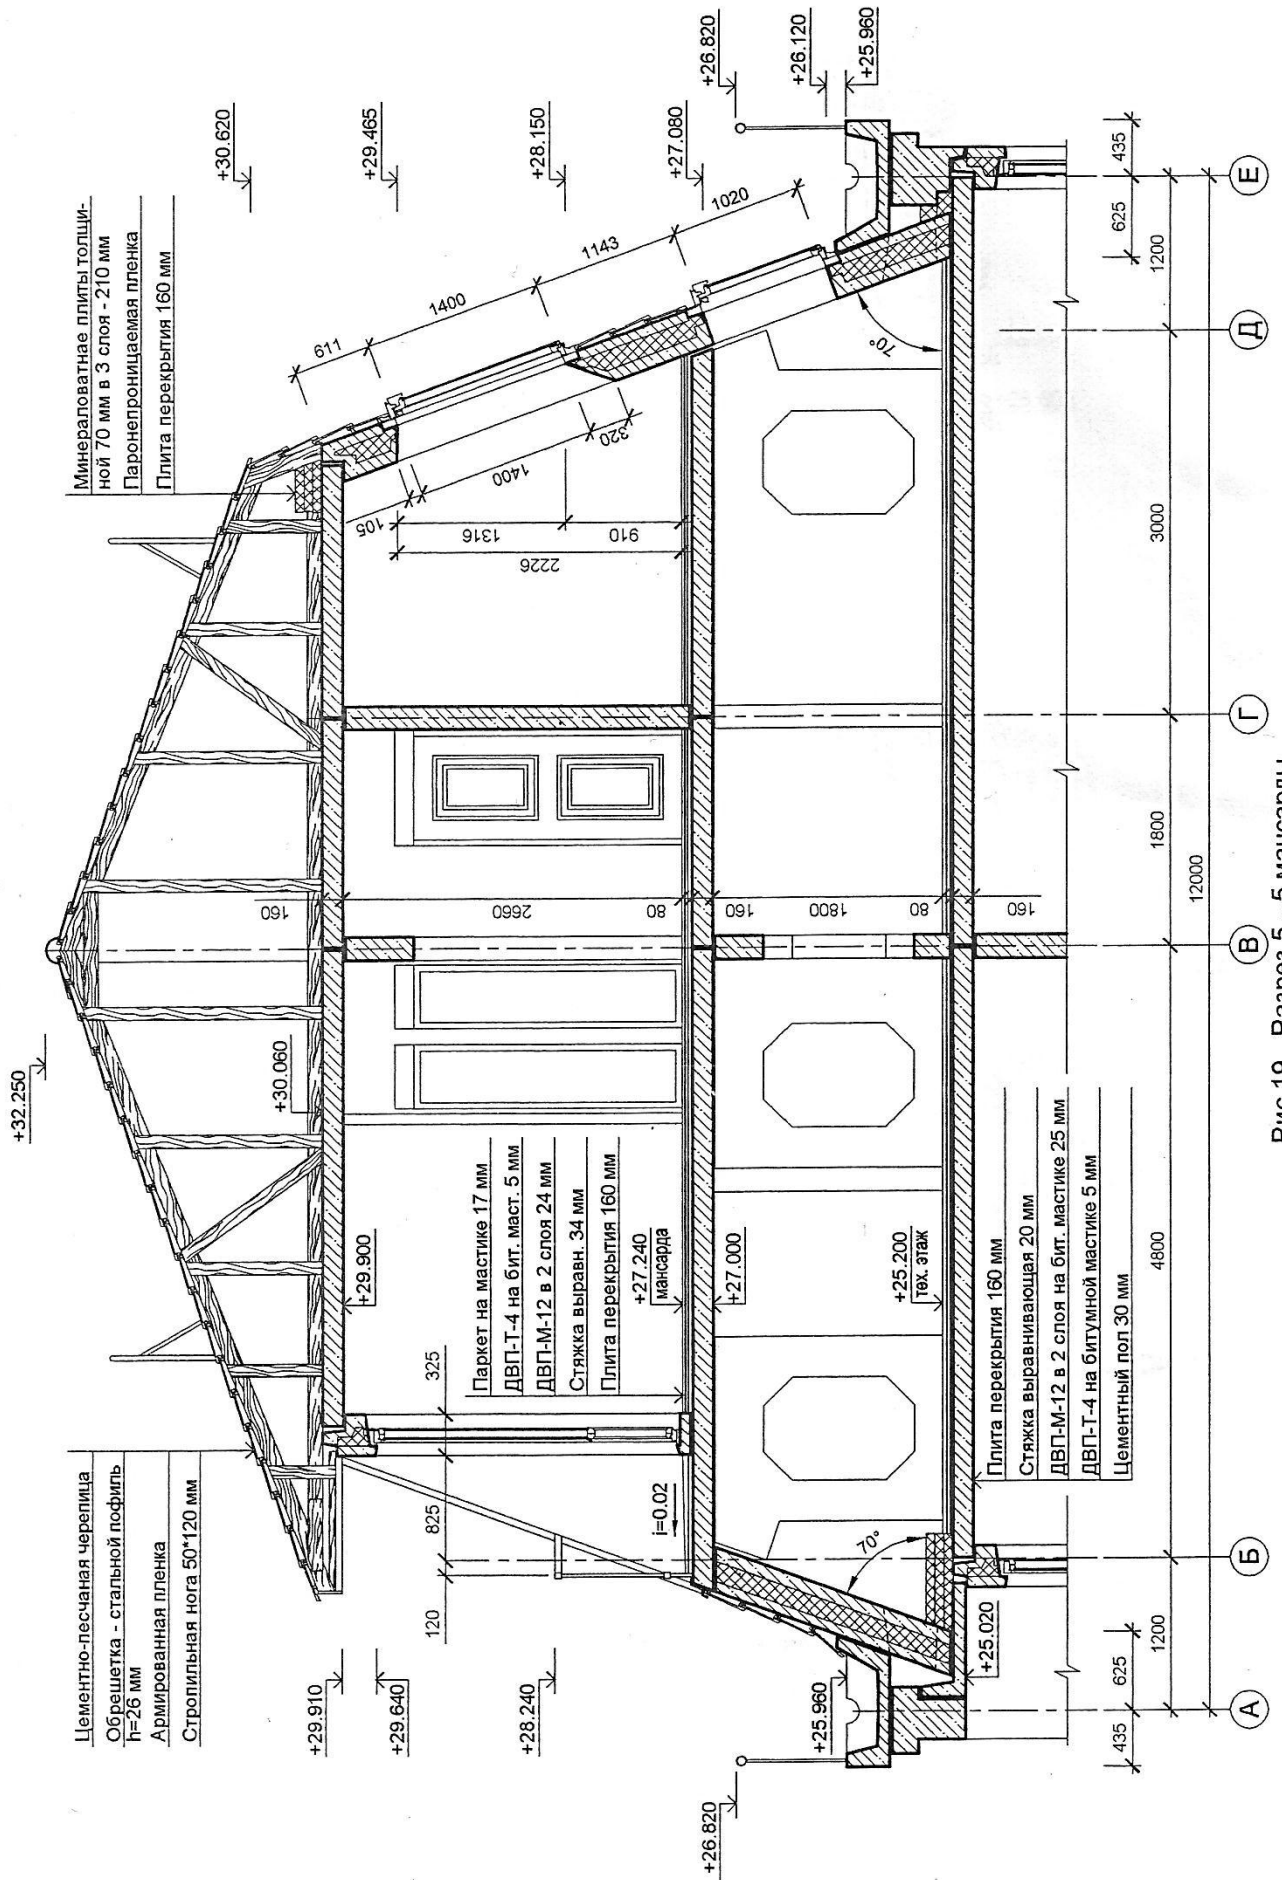 Цементно-песчаная черепица
Обрешетка - стальной пофиль
h=26 мм
Армированная пленка
Стропильная нога 50*120 мм
Минераловатнае плиты толщи-
ной 70 мм в 3 слоя - 210 мм
Паронепроницаемая пленка
Плита перекрытия 160 мм
+32.250
+30.620
+29.465
+28.150
+27.080
+26.820
+26.120
+25.960
+29.910
+29.640
+28.240
+25.960
+26.820
+30.060
+29.900
611
1400
1143
1020
105
1400
320
1316
910
2226
160
2660
80
160
1800
80
160
120
825
325
i=0.02
Паркет на мастике 17 мм
ДВП-Т-4 на бит. маст. 5 мм
ДВП-М-12 в 2 слоя 24 мм
Стяжка выравн. 34 мм
Плита перекрытия 160 мм
+27.240
мансарда
+27.000
+25.200
тех. этаж
70°
70°
+25.020
Плита перекрытия 160 мм
Стяжка выравнивающая 20 мм
ДВП-М-12 в 2 слоя на бит. мастике 25 мм
ДВП-Т-4 на битумной мастике 5 мм
Цементный пол 30 мм
435
625
625
435
1200
4800
1800
3000
1200
12000
А
Б
В
Г
Д
Е